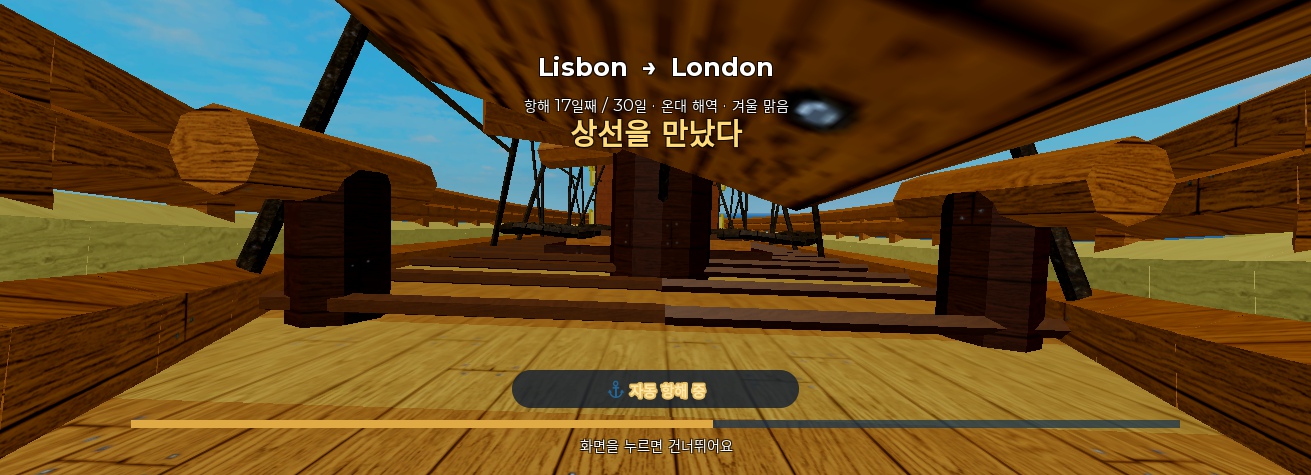 Lisbon → London
항해 17일째 / 30일 · 온대 해역 · 겨울 맑음
상선을 만났다
⚓ 자동 항해 중
화면을 누르면 건너뛰어요